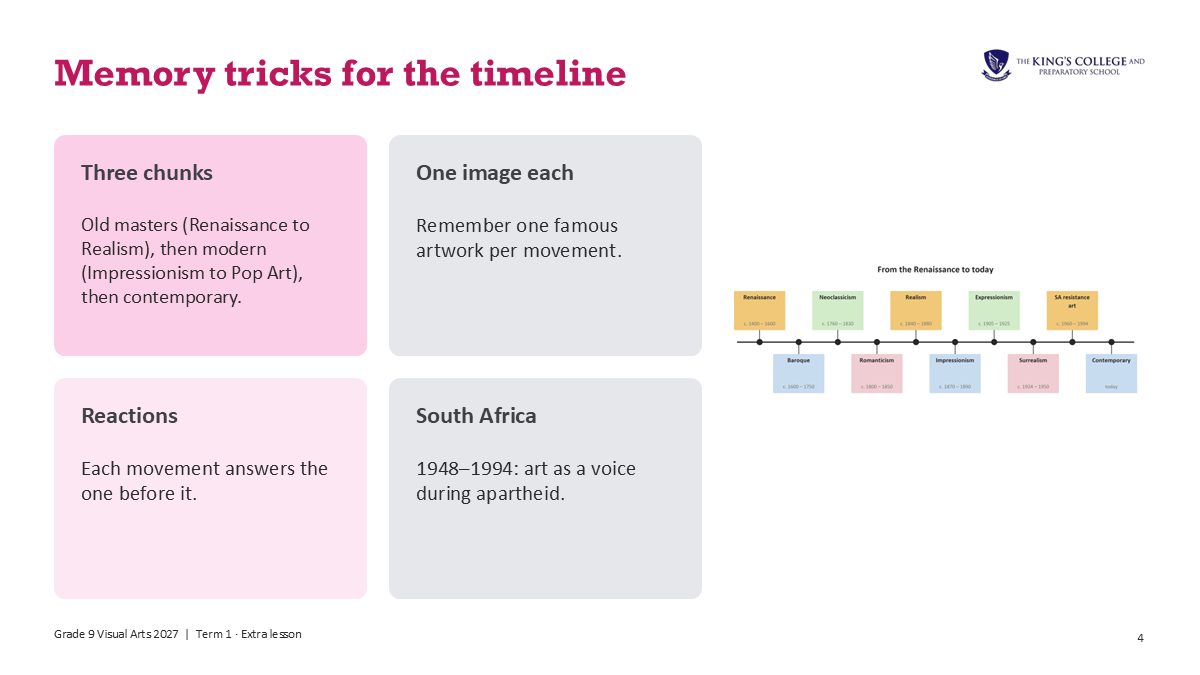 Memory tricks for the timeline
THE KING'S COLLEGE AND
PREPARATORY SCHOOL
Three chunks
Old masters (Renaissance to
Realism), then modern
(Impressionism to Pop Art),
then contemporary.
One image each
Remember one famous
artwork per movement.
Reactions
Each movement answers the
one before it.
South Africa
1948–1994: art as a voice
during apartheid.
From the Renaissance to today
Renaissance
c. 1400 – 1600
Neoclassicism
c. 1760 – 1830
Realism
c. 1840 – 1880
Expressionism
c. 1905 – 1925
SA resistance
art
c. 1960 – 1994
Baroque
c. 1600 – 1750
Romanticism
c. 1800 – 1850
Impressionism
c. 1870 – 1890
Surrealism
c. 1924 – 1950
Contemporary
today
Grade 9 Visual Arts 2027 | Term 1 · Extra lesson
4